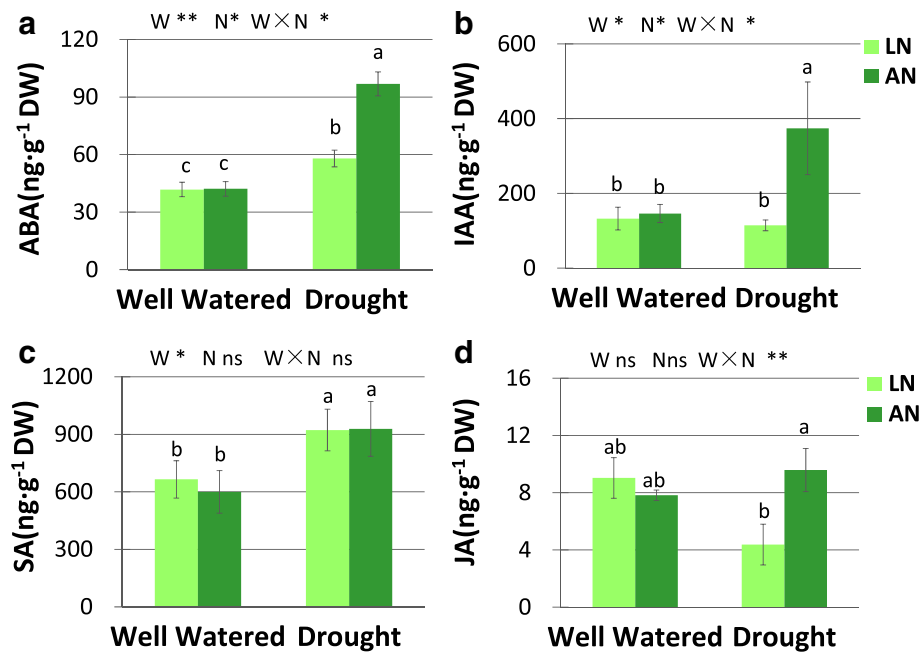 a W ** N* W×N *
120
90
60
30
0
ABA(ng·g-1 DW)
c c b a
Well Watered Drought
b W * N* W×N *
600
400
200
0
IAA(ng·g-1 DW)
b b b a
Well Watered Drought
LN
AN
c W * N ns W×N ns
1200
900
600
300
0
SA(ng·g-1 DW)
b b a a
Well Watered Drought
d W ns Nns W×N **
16
12
8
4
0
JA(ng·g-1 DW)
ab ab b a
Well Watered Drought
LN
AN